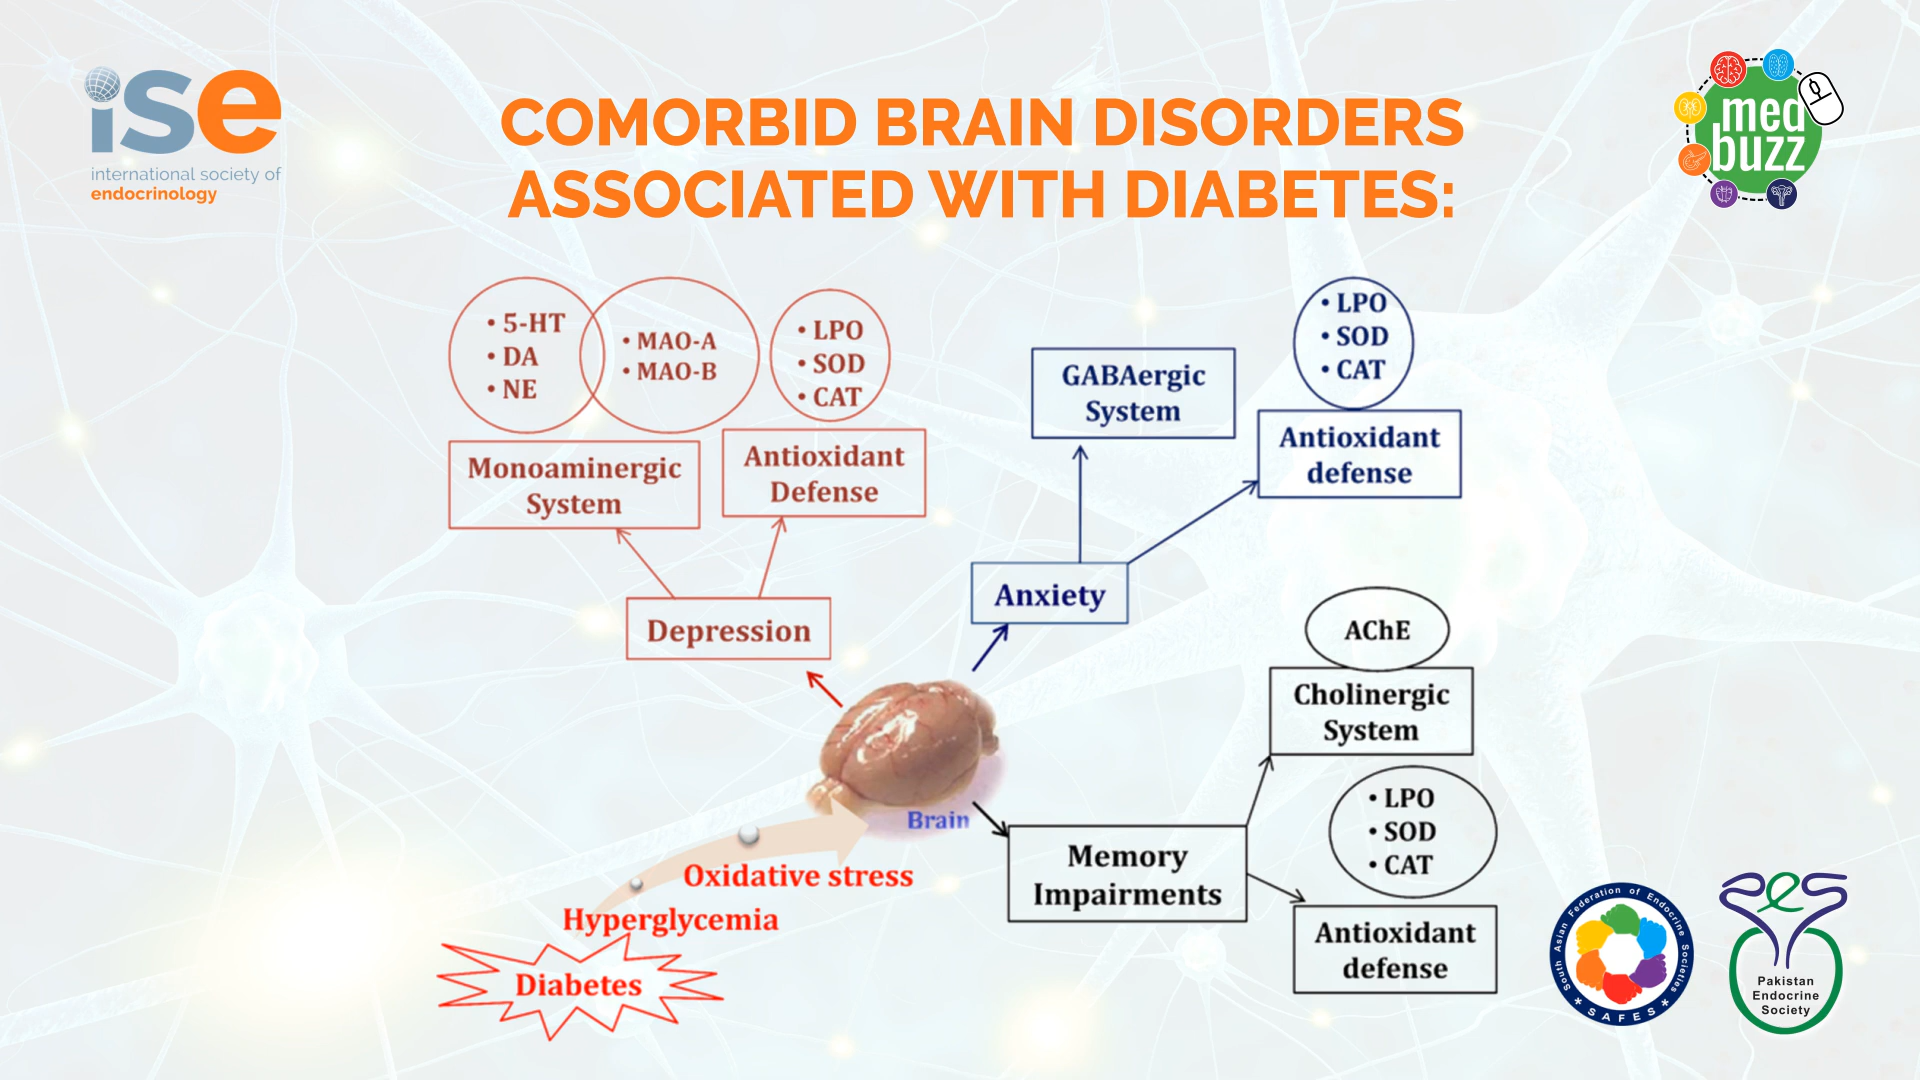 ise
international society of
endocrinology
COMORBID BRAIN DISORDERS
ASSOCIATED WITH DIABETES:
med
buzz
• 5-HT
• DA
• NE
• MAO-A
• MAO-B
• LPO
• SOD
• CAT
Monoaminergic
System
Antioxidant
Defense
Depression
GABAergic
System
• LPO
• SOD
• CAT
Antioxidant
defense
Anxiety
AChE
Cholinergic
System
• LPO
• SOD
• CAT
Memory
Impairments
Antioxidant
defense
Brain
Oxidative stress
Hyperglycemia
Diabetes
South Asian Federation of Endocrine Societies
* SAFES *
PES
Pakistan
Endocrine
Society